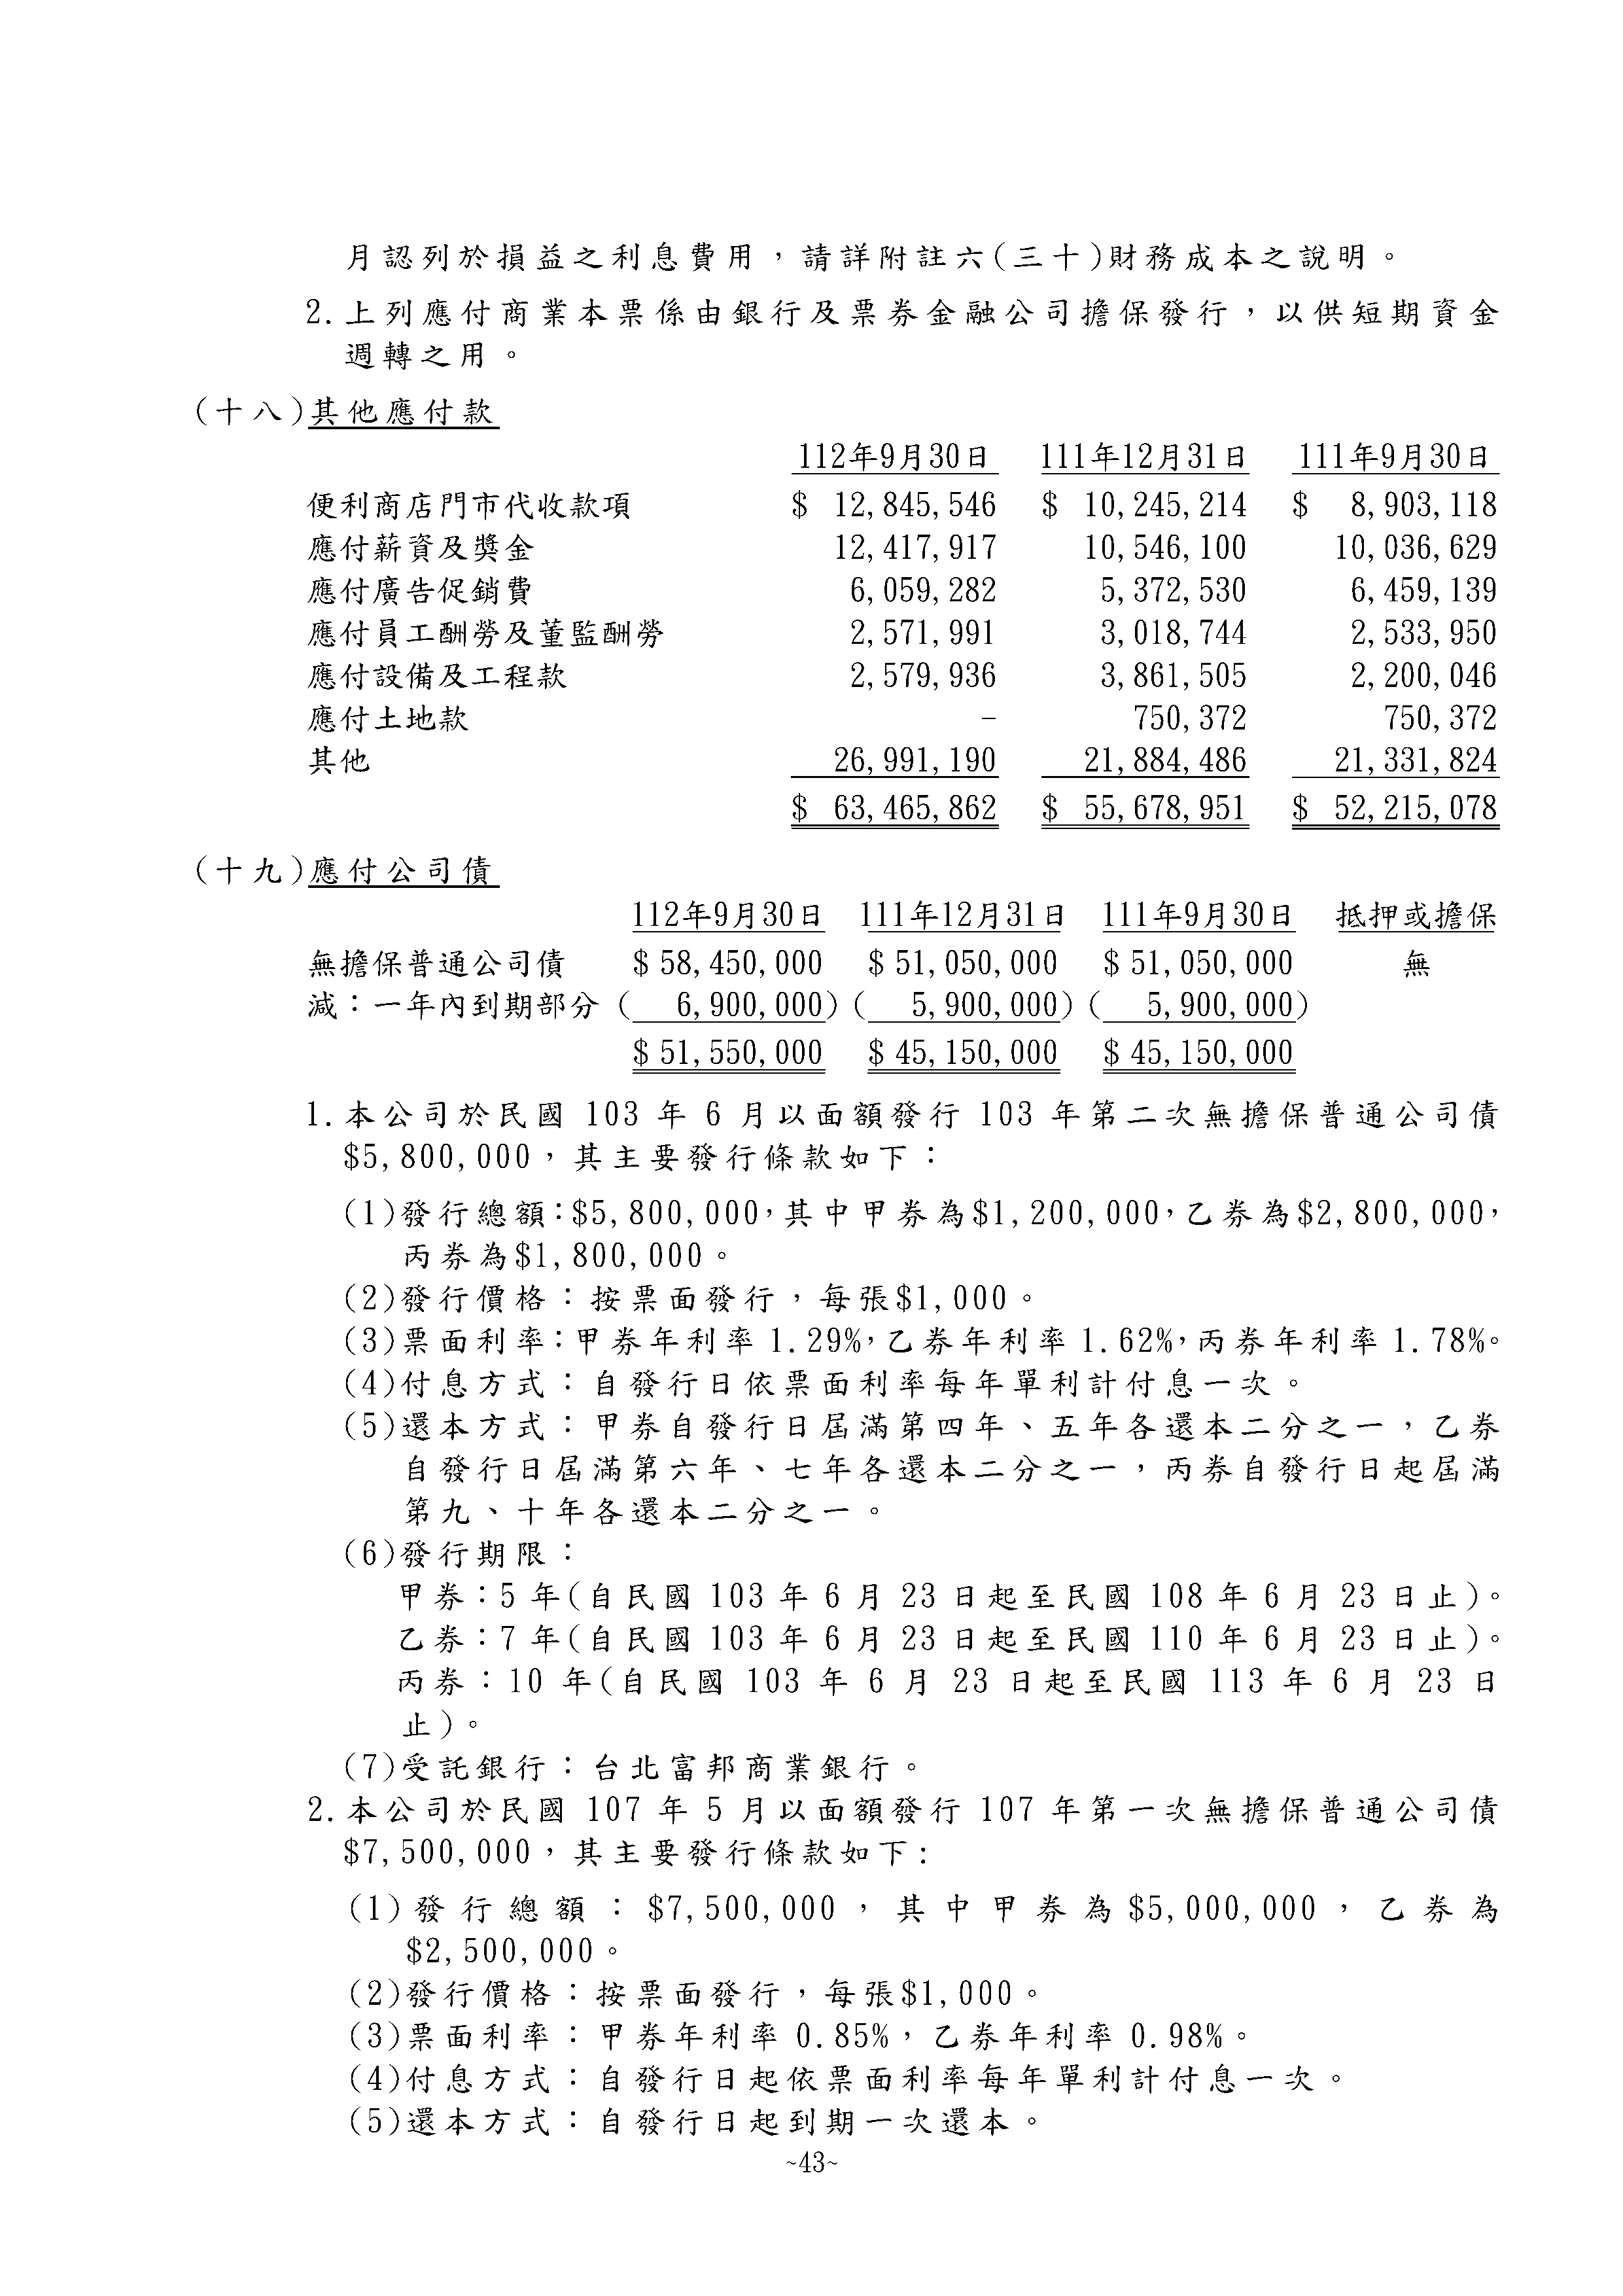 月認列於損益之利息費用，請詳附註六(三十)財務成本之說明。
2.上列應付商業本票係由銀行及票券金融公司擔保發行，以供短期資金
週轉之用。
(十八)其他應付款
112年9月30日 111年12月31日 111年9月30日
便利商店門市代收款項 $ 12,845,546 $ 10,245,214 $ 8,903,118
應付薪資及獎金 12,417,917 10,546,100 10,036,629
應付廣告促銷費 6,059,282 5,372,530 6,459,139
應付員工酬勞及董監酬勞 2,571,991 3,018,744 2,533,950
應付設備及工程款 2,579,936 3,861,505 2,200,046
應付土地款 － 750,372 750,372
其他 26,991,190 21,884,486 21,331,824
$ 63,465,862 $ 55,678,951 $ 52,215,078
(十九)應付公司債
112年9月30日 111年12月31日 111年9月30日 抵押或擔保
無擔保普通公司債 $ 58,450,000 $ 51,050,000 $ 51,050,000 無
減：一年內到期部分 ( 6,900,000) ( 5,900,000) ( 5,900,000)
$ 51,550,000 $ 45,150,000 $ 45,150,000
1.本公司於民國 103 年 6 月以面額發行 103 年第二次無擔保普通公司債
$5,800,000，其主要發行條款如下：
(1)發行總額：$5,800,000，其中甲券為$1,200,000，乙券為$2,800,000，
丙券為$1,800,000。
(2)發行價格：按票面發行，每張$1,000。
(3)票面利率：甲券年利率 1.29%，乙券年利率 1.62%，丙券年利率 1.78%。
(4)付息方式：自發行日依票面利率每年單利計付息一次。
(5)還本方式：甲券自發行日屆滿第四年、五年各還本二分之一，乙券
自發行日屆滿第六年、七年各還本二分之一，丙券自發行日起屆滿
第九、十年各還本二分之一。
(6)發行期限：
甲券：5 年(自民國 103 年 6 月 23 日起至民國 108 年 6 月 23 日止)。
乙券：7 年(自民國 103 年 6 月 23 日起至民國 110 年 6 月 23 日止)。
丙券：10 年(自民國 103 年 6 月 23 日起至民國 113 年 6 月 23 日
止)。
(7)受託銀行：台北富邦商業銀行。
2.本公司於民國 107 年 5 月以面額發行 107 年第一次無擔保普通公司債
$7,500,000，其主要發行條款如下:
(1)發行總額：$7,500,000，其中甲券為$5,000,000，乙券為
$2,500,000。
(2)發行價格：按票面發行，每張$1,000。
(3)票面利率：甲券年利率 0.85%，乙券年利率 0.98%。
(4)付息方式：自發行日起依票面利率每年單利計付息一次。
(5)還本方式：自發行日起到期一次還本。
~43~